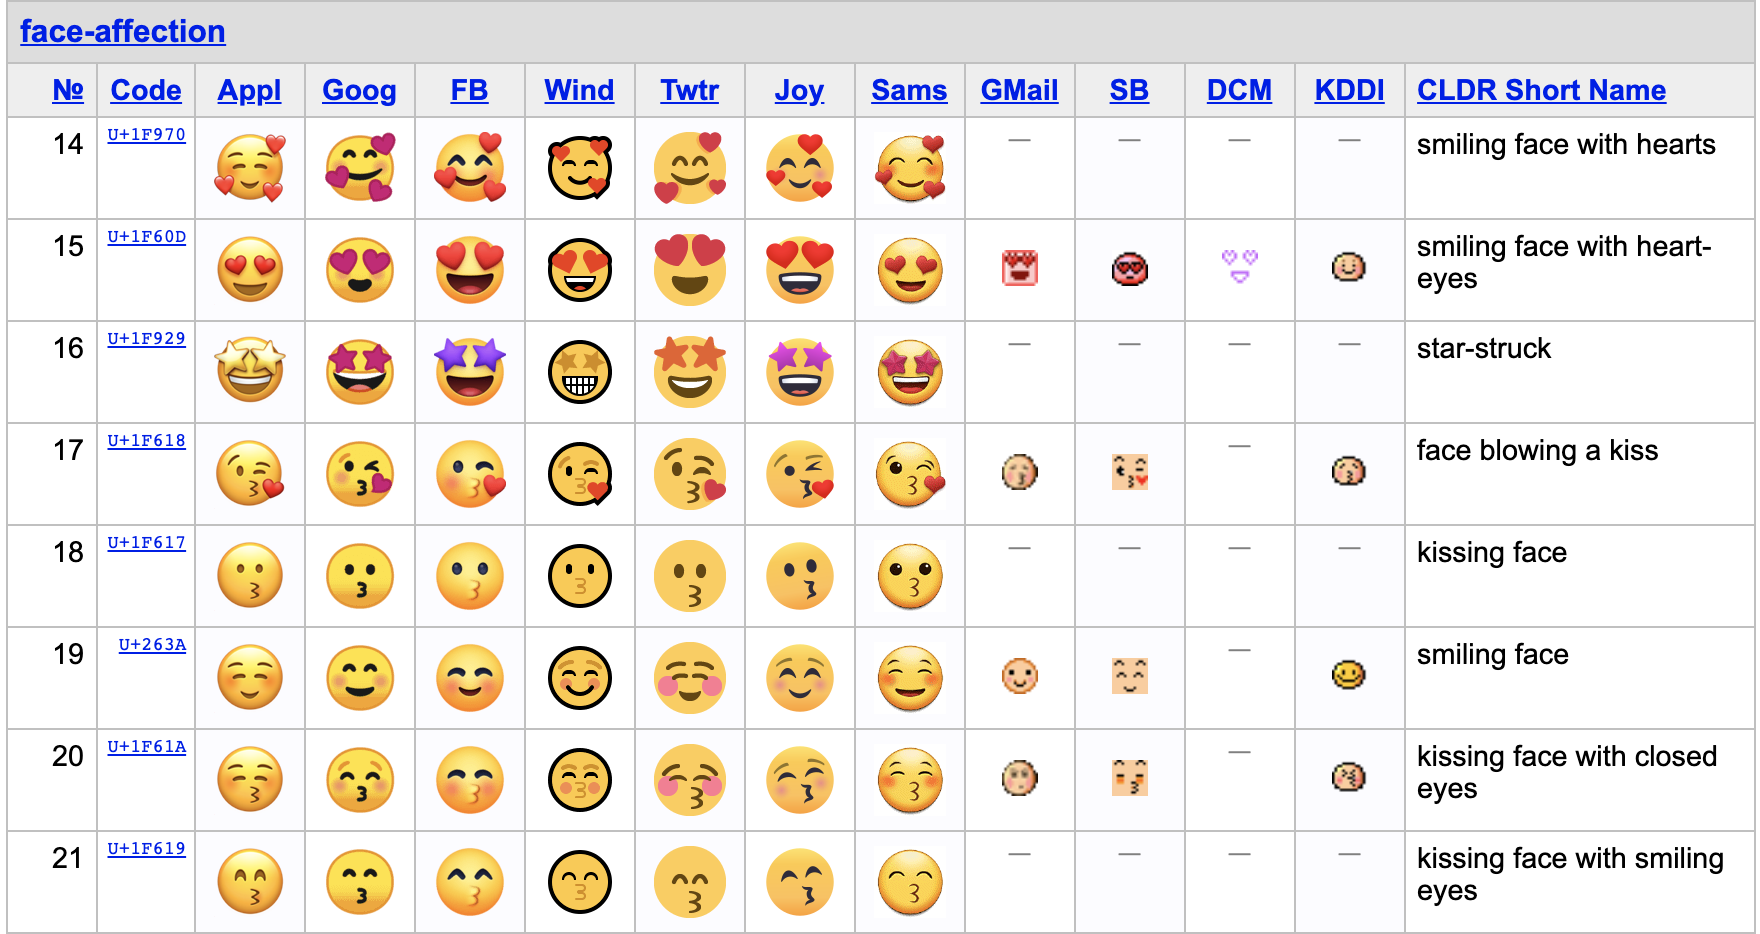 face-affection
№ Code Appl Goog FB Wind Twtr Joy Sams GMail SB DCM KDDI CLDR Short Name
14 U+1F970 — — — — smiling face with hearts
15 U+1F60D smiling face with heart-
eyes
16 U+1F929 — — — — star-struck
17 U+1F618 — face blowing a kiss
18 U+1F617 — — — — kissing face
19 U+263A — smiling face
20 U+1F61A — kissing face with closed
eyes
21 U+1F619 — — — — kissing face with smiling
eyes